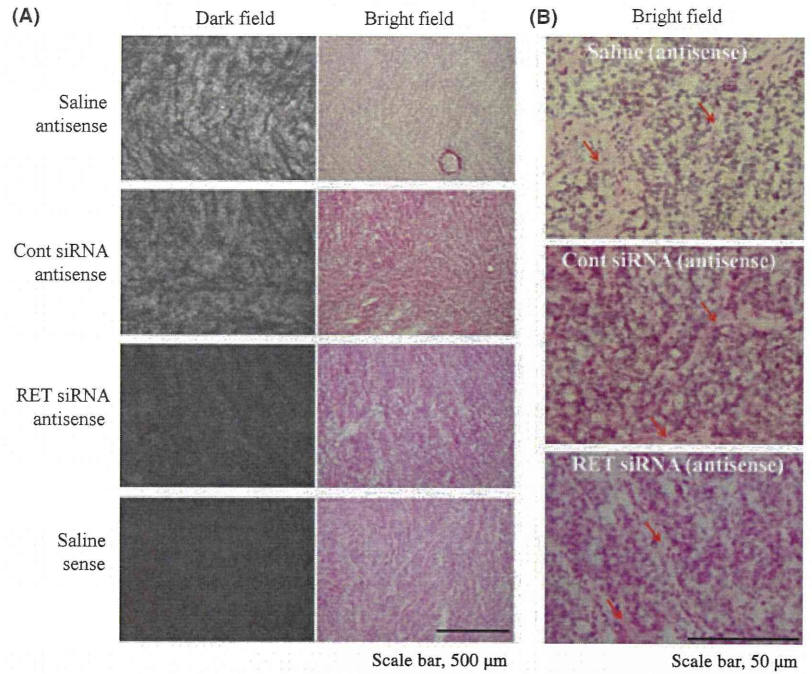 (A)
Dark field
Bright field
Saline
antisense
Cont siRNA
antisense
RET siRNA
antisense
Saline
sense
Scale bar, 500 μm
(B)
Bright field
Saline (antisense)
Cont siRNA (antisense)
RET siRNA (antisense)
Scale bar, 50 μm